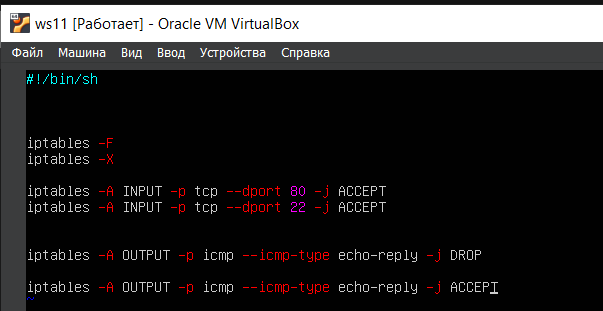 ws11 [Работает] - Oracle VM VirtualBox
Файл Машина Вид Ввод Устройства Справка
#!/bin/sh
iptables -F
iptables -X
iptables -A INPUT -p tcp --dport 80 -j ACCEPT
iptables -A INPUT -p tcp --dport 22 -j ACCEPT
iptables -A OUTPUT -p icmp --icmp-type echo-reply -j DROP
iptables -A OUTPUT -p icmp --icmp-type echo-reply -j ACCEPT
~